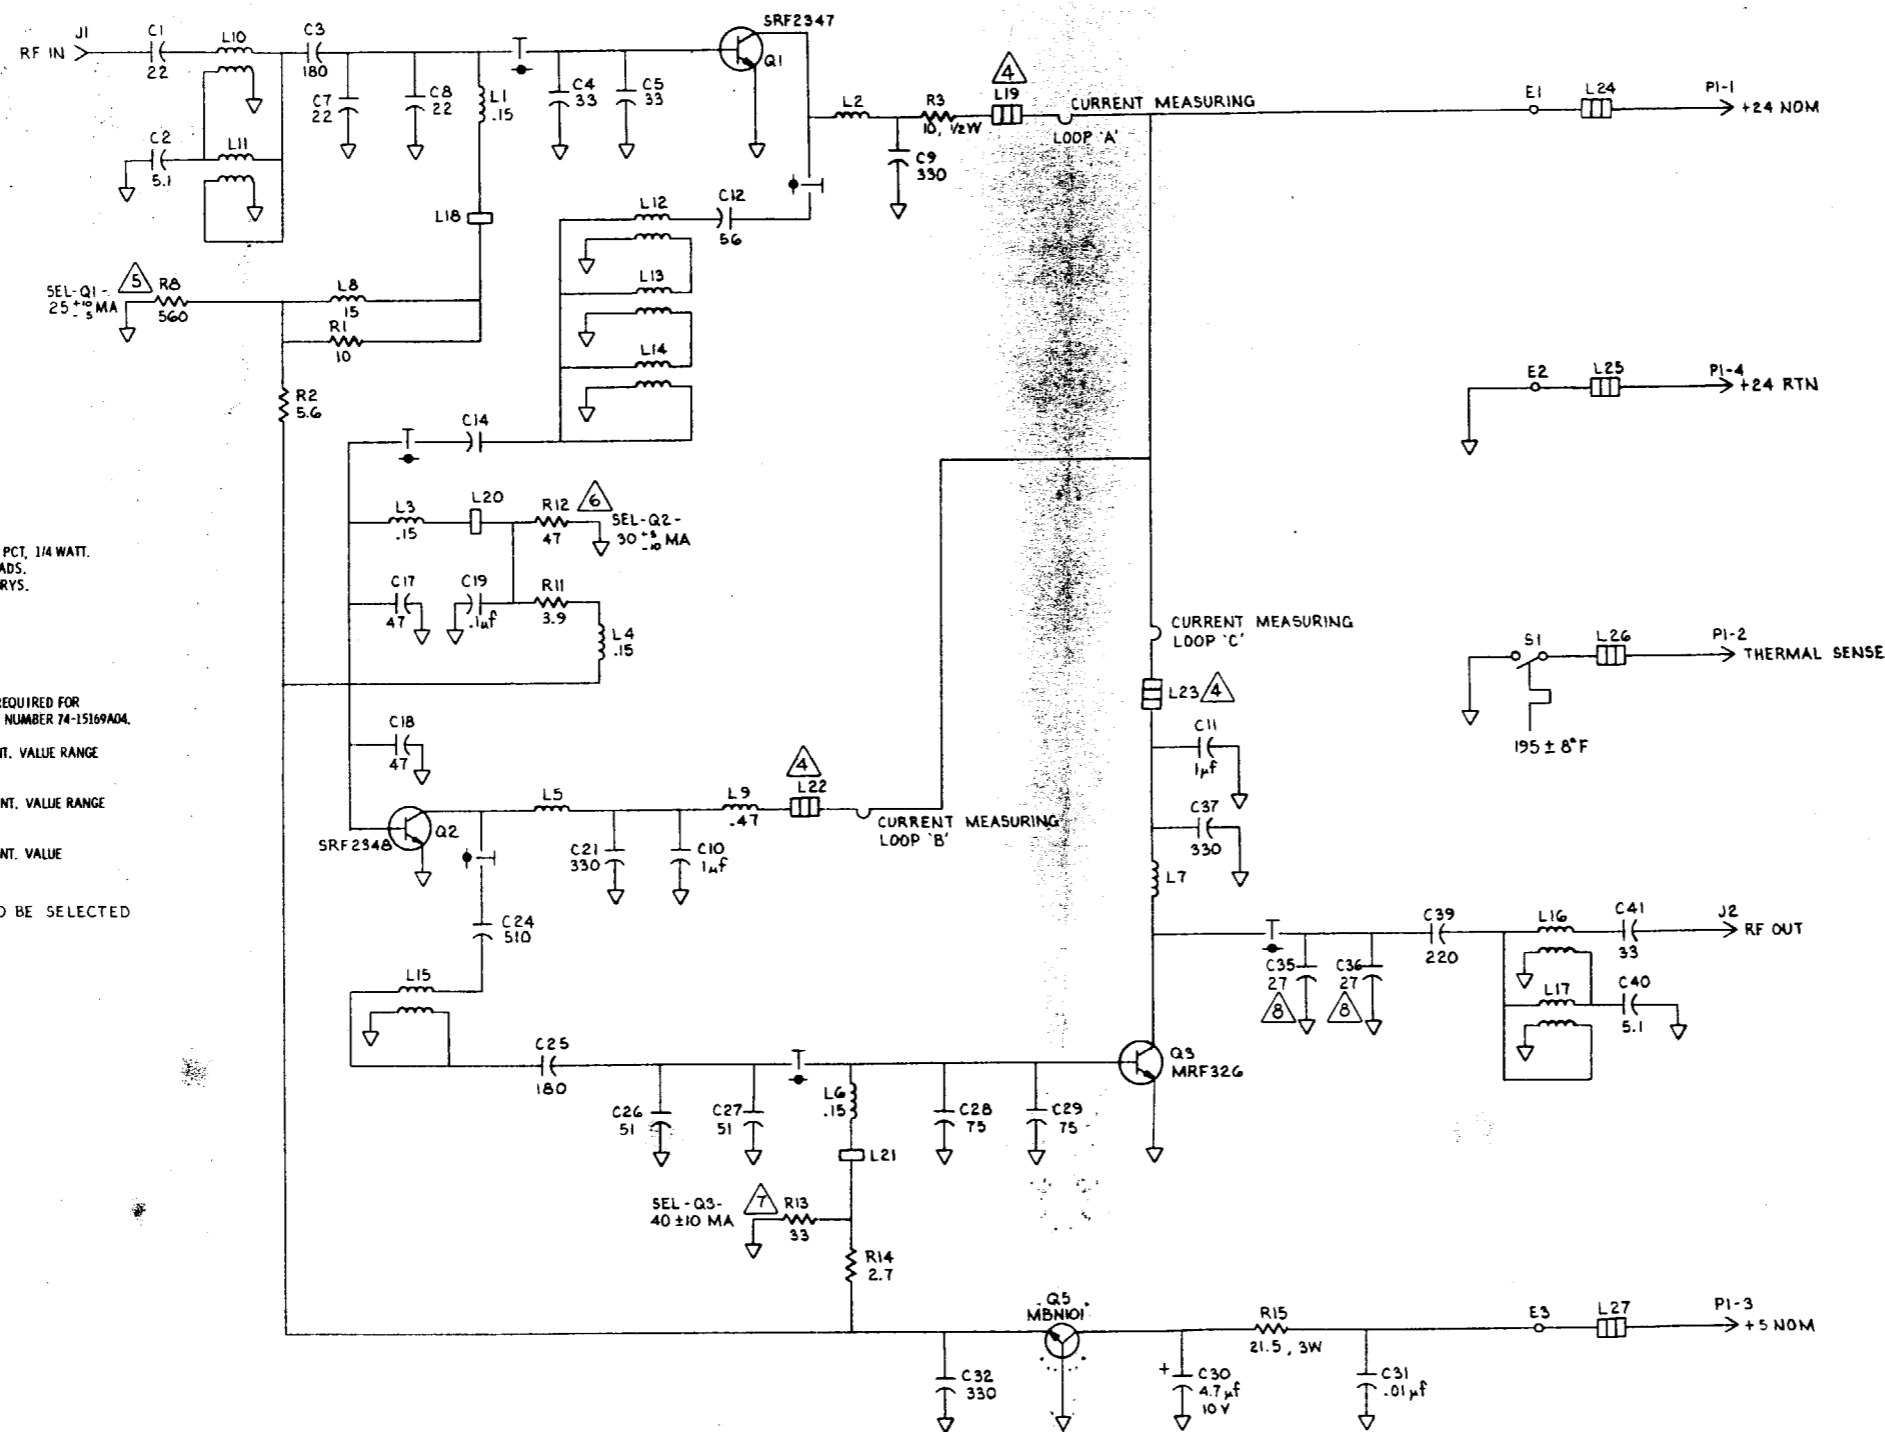 SRF2347
Q1
J1
RF IN
C1
22
L10
C3
180
C7
22
C8
22
L1
.15
C4
33
C5
33
C2
5.1
L11
L18
L2
R3
10, 1/2W
4
L19
CURRENT MEASURING
LOOP 'A'
C9
330
E1
L24
P1-1
+24 NOM
L12
C12
56
L13
L14
SEL-Q1-
25 +10 -5 MA
5
R8
560
L8
15
R1
10
R2
5.6
E2
L25
P1-4
+24 RTN
C14
L3
.15
L20
R12
47
6
SEL-Q2-
30 +5 -10 MA
PCT, 1/4 WATT.
ADS.
RYS.
C17
47
C19
.1µf
R11
3.9
L4
.15
CURRENT MEASURING
LOOP 'C'
L23
4
S1
L26
P1-2
THERMAL SENSE
195 ± 8°F
REQUIRED FOR
NUMBER 74-15169A04.
NT. VALUE RANGE
NT. VALUE RANGE
NT. VALUE
O BE SELECTED
C18
47
C11
1µf
C37
330
L7
SRF2348
Q2
L5
C21
330
C10
1µf
L9
.47
4
L22
CURRENT MEASURING
LOOP 'B'
C24
510
L15
C25
180
C26
51
C27
51
L6
.15
L21
C28
75
C29
75
Q3
MRF326
C35
27
8
C36
27
8
C39
220
L16
C41
33
J2
RF OUT
L17
C40
5.1
SEL-Q3-
40 ±10 MA
7
R13
33
R14
2.7
Q5
MBN101
C32
330
C30
+
4.7µf
10V
R15
21.5, 3W
C31
.01µf
E3
L27
P1-3
+5 NOM